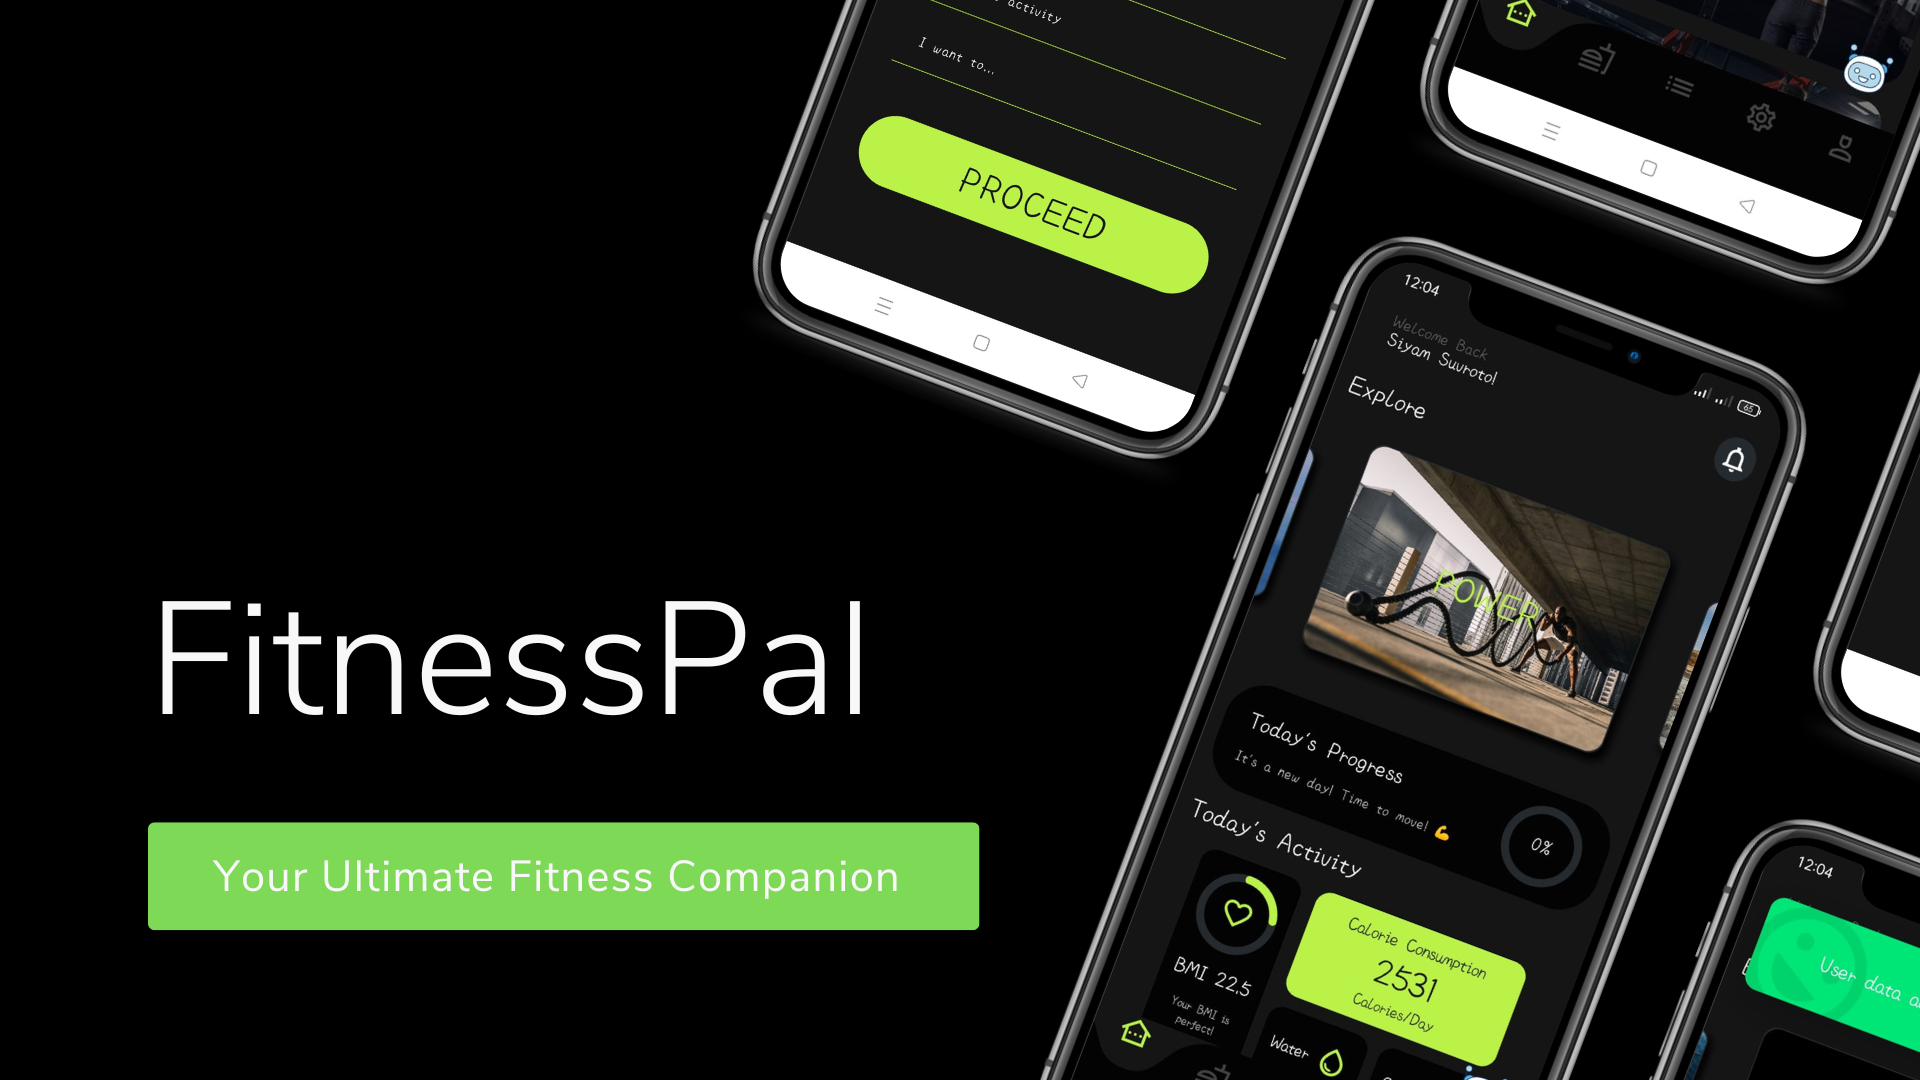 activity
I want to...
PROCEED
12:04
Welcome Back
Siyam Suvroto!
Explore
65
POWER
Today's Progress
It's a new day! Time to move! 💪
0%
Today's Activity
Calorie Consumption
2531
Calories/Day
BMI 22.5
Your BMI is
perfect!
Water
12:04
User data
FitnessPal
Your Ultimate Fitness Companion